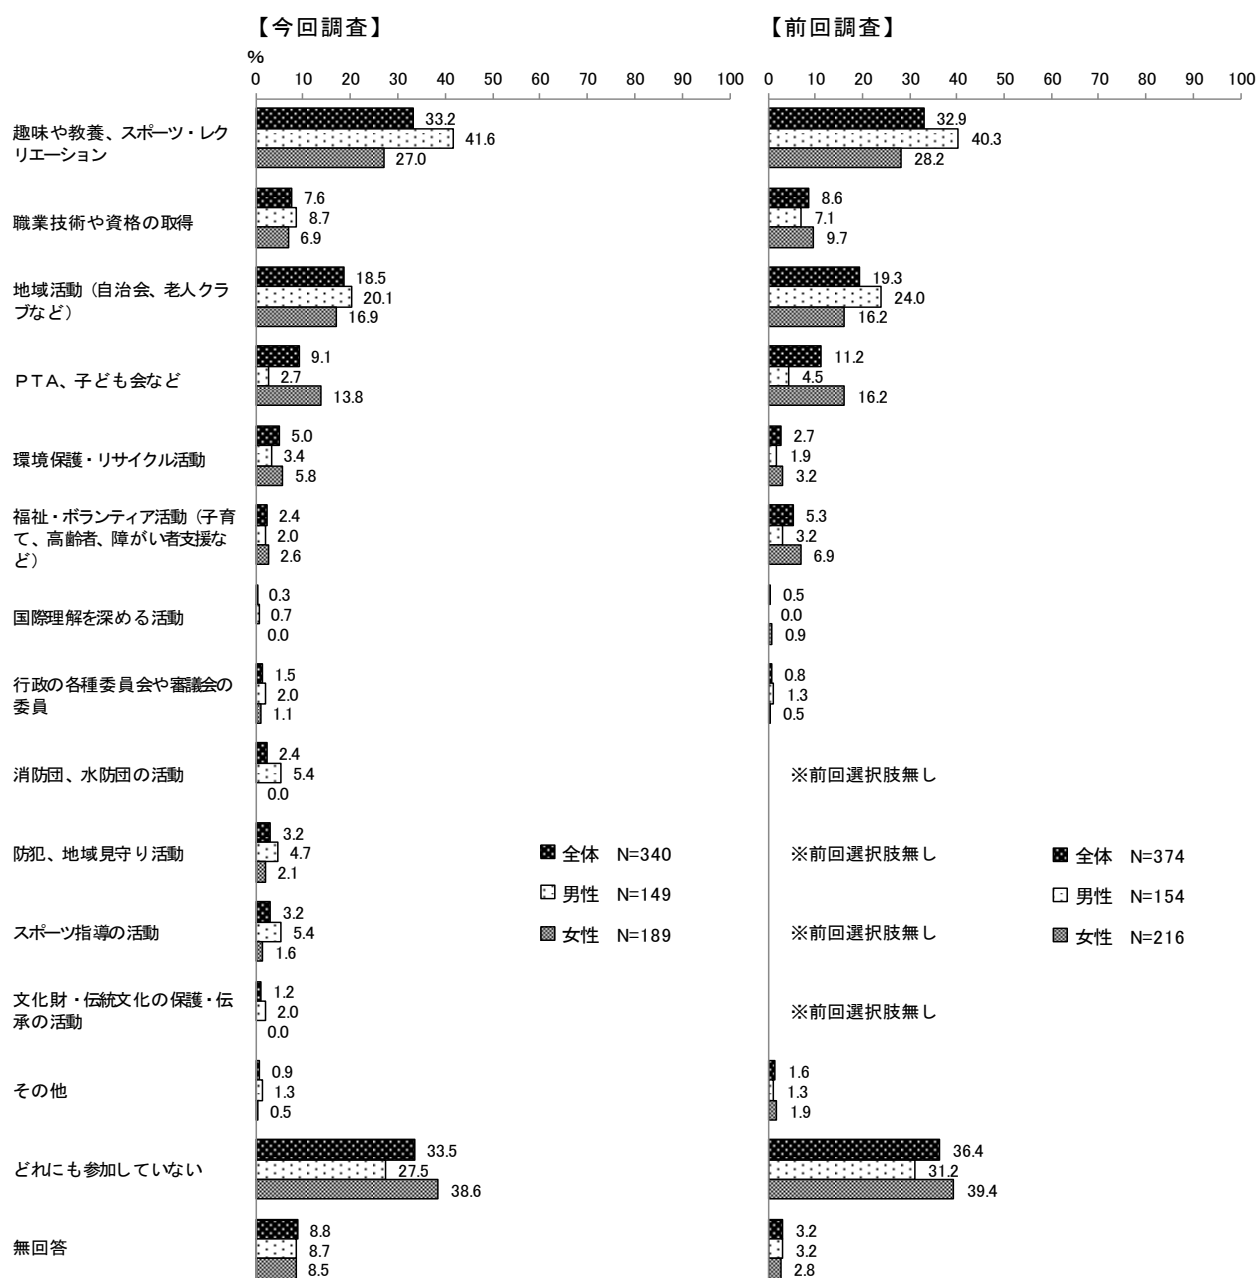 【今回調査】 【前回調査】
%
0 10 20 30 40 50 60 70 80 90 100 0 10 20 30 40 50 60 70 80 90 100
趣味や教養、スポーツ・レク
リエーション
33.2
41.6
27.0
32.9
40.3
28.2
職業技術や資格の取得
7.6
8.7
6.9
8.6
7.1
9.7
地域活動(自治会、老人クラ
ブなど)
18.5
20.1
16.9
19.3
24.0
16.2
PTA、子ども会など
9.1
2.7
13.8
11.2
4.5
16.2
環境保護・リサイクル活動
5.0
3.4
5.8
2.7
1.9
3.2
福祉・ボランティア活動(子育
て、高齢者、障がい者支援な
ど)
2.4
2.0
2.6
5.3
3.2
6.9
国際理解を深める活動
0.3
0.7
0.0
0.5
0.0
0.9
行政の各種委員会や審議会の
委員
1.5
2.0
1.1
0.8
1.3
0.5
消防団、水防団の活動
2.4
5.4
0.0
※前回選択肢無し
防犯、地域見守り活動
3.2
4.7
2.1
※前回選択肢無し
スポーツ指導の活動
3.2
5.4
1.6
※前回選択肢無し
文化財・伝統文化の保護・伝
承の活動
1.2
2.0
0.0
※前回選択肢無し
全体 N=340
男性 N=149
女性 N=189
全体 N=374
男性 N=154
女性 N=216
その他
0.9
1.3
0.5
1.6
1.3
1.9
どれにも参加していない
33.5
27.5
38.6
36.4
31.2
39.4
無回答
8.8
8.7
8.5
3.2
3.2
2.8